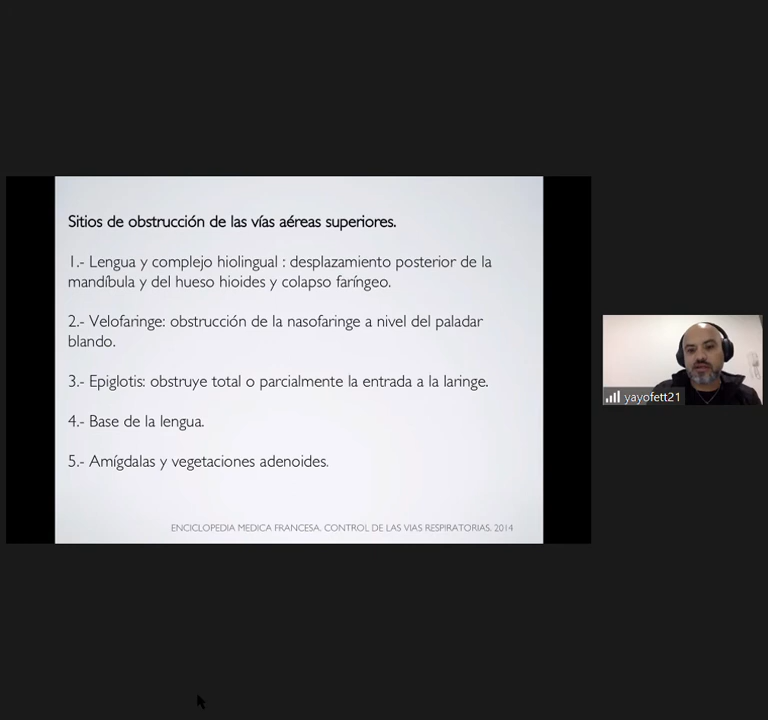 Sitios de obstrucción de las vías aéreas superiores.
1.- Lengua y complejo hiolingual : desplazamiento posterior de la
mandíbula y del hueso hioides y colapso faríngeo.
2.- Velofaringe: obstrucción de la nasofaringe a nivel del paladar
blando.
3.- Epiglotis: obstruye total o parcialmente la entrada a la laringe.
4.- Base de la lengua.
5.- Amígdalas y vegetaciones adenoides.
ENCICLOPEDIA MEDICA FRANCESA. CONTROL DE LAS VIAS RESPIRATORIAS. 2014
yayofett21